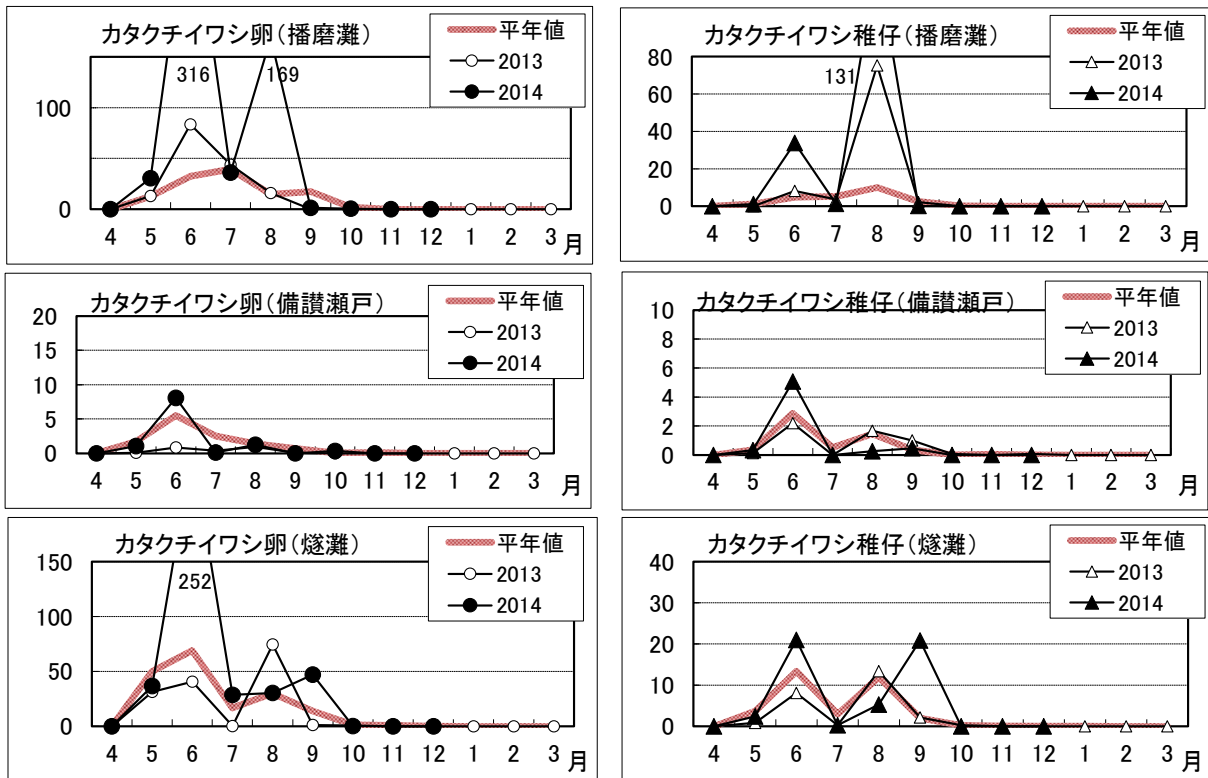 カタクチイワシ卵(播磨灘)
平年値
2013
2014
316
169
100
0
4 5 6 7 8 9 10 11 12 1 2 3 月
カタクチイワシ稚仔(播磨灘)
平年値
2013
2014
131
80
60
40
20
0
4 5 6 7 8 9 10 11 12 1 2 3 月
カタクチイワシ卵(備讃瀬戸)
平年値
2013
2014
20
15
10
5
0
4 5 6 7 8 9 10 11 12 1 2 3 月
カタクチイワシ稚仔(備讃瀬戸)
平年値
2013
2014
10
8
6
4
2
0
4 5 6 7 8 9 10 11 12 1 2 3 月
カタクチイワシ卵(燧灘)
平年値
2013
2014
252
150
100
50
0
4 5 6 7 8 9 10 11 12 1 2 3 月
カタクチイワシ稚仔(燧灘)
平年値
2013
2014
40
30
20
10
0
4 5 6 7 8 9 10 11 12 1 2 3 月